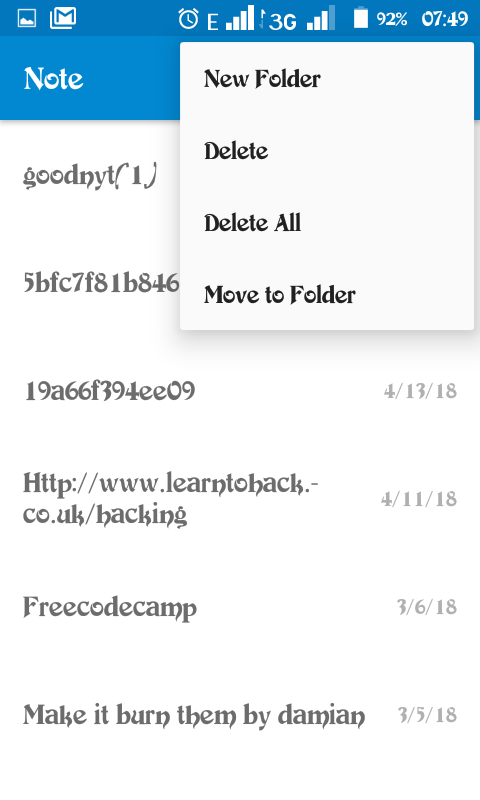 E 3G 92% 07:49
Note
New Folder
Delete
Delete All
Move to Folder
goodnyt(1)
5bfc7f81b846
19a66f394ee09 4/13/18
Http://www.learntohack.-
co.uk/hacking 4/11/18
Freecodecamp 3/6/18
Make it burn them by damian 3/5/18